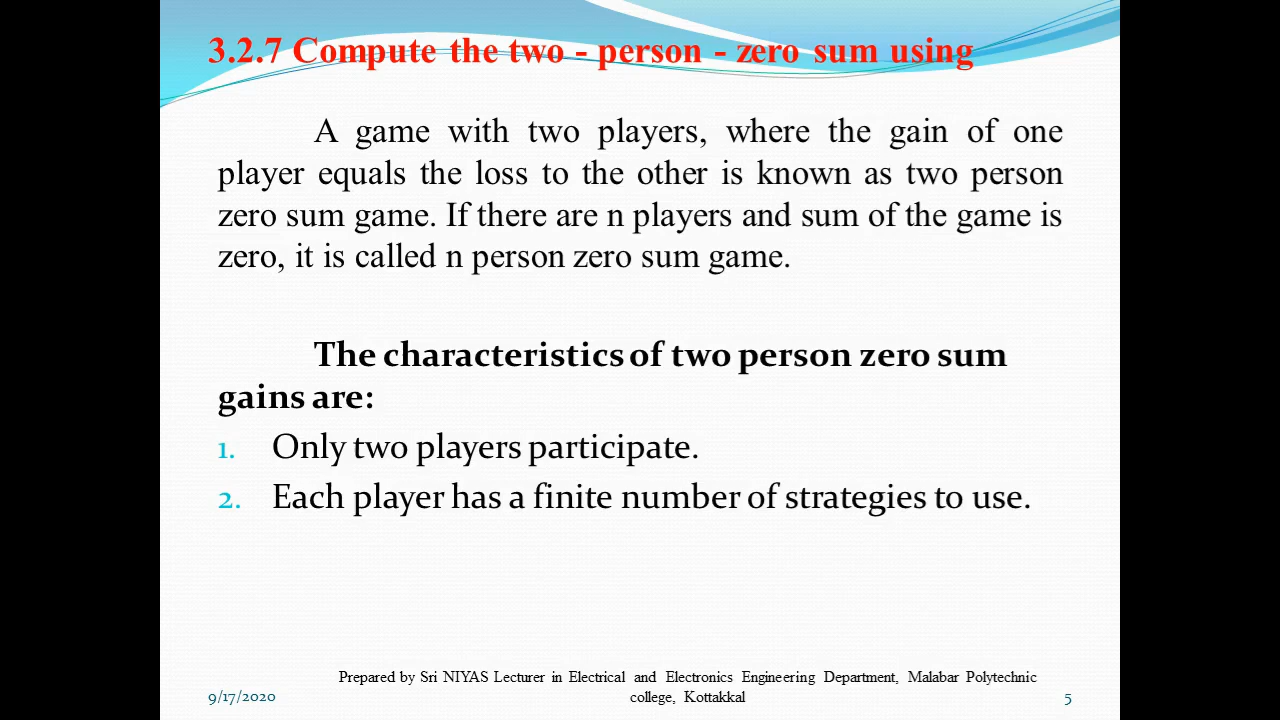 3.2.7 Compute the two - person - zero sum using
A game with two players, where the gain of one
player equals the loss to the other is known as two person
zero sum game. If there are n players and sum of the game is
zero, it is called n person zero sum game.
The characteristics of two person zero sum
gains are:
1. Only two players participate.
2. Each player has a finite number of strategies to use.
Prepared by Sri NIYAS Lecturer in Electrical and Electronics Engineering Department, Malabar Polytechnic
9/17/2020 college, Kottakkal 5